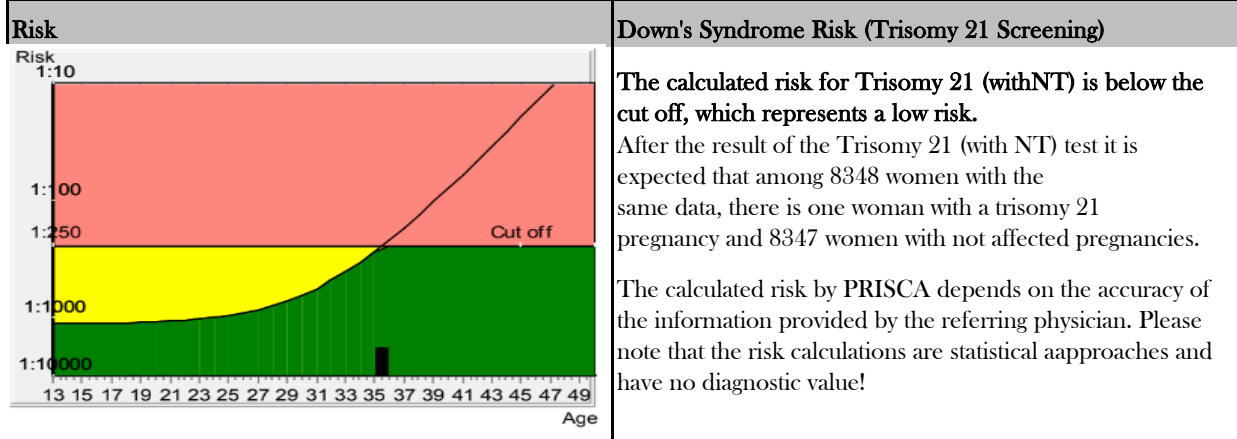 Risk
Down's Syndrome Risk (Trisomy 21 Screening)
Risk
1:10
1:100
1:250
Cut off
1:1000
1:10000
13 15 17 19 21 23 25 27 29 31 33 35 37 39 41 43 45 47 49
Age
The calculated risk for Trisomy 21 (withNT) is below the
cut off, which represents a low risk.
After the result of the Trisomy 21 (with NT) test it is
expected that among 8348 women with the
same data, there is one woman with a trisomy 21
pregnancy and 8347 women with not affected pregnancies.
The calculated risk by PRISCA depends on the accuracy of
the information provided by the referring physician. Please
note that the risk calculations are statistical aapproaches and
have no diagnostic value!